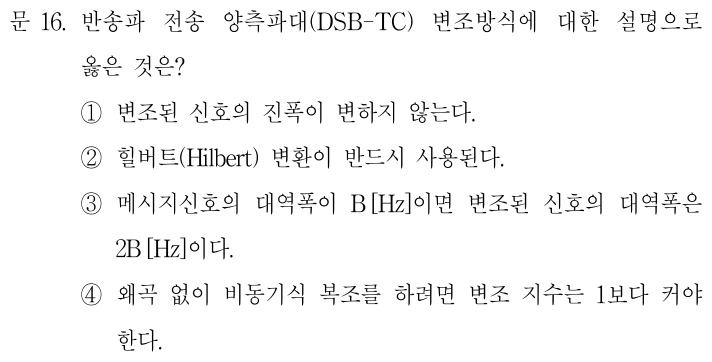 문 16. 반송파 전송 양측파대(DSB-TC) 변조방식에 대한 설명으로
옳은 것은?
① 변조된 신호의 진폭이 변하지 않는다.
② 힐버트(Hilbert) 변환이 반드시 사용된다.
③ 메시지신호의 대역폭이 B[Hz]이면 변조된 신호의 대역폭은
2B[Hz]이다.
④ 왜곡 없이 비동기식 복조를 하려면 변조 지수는 1보다 커야
한다.